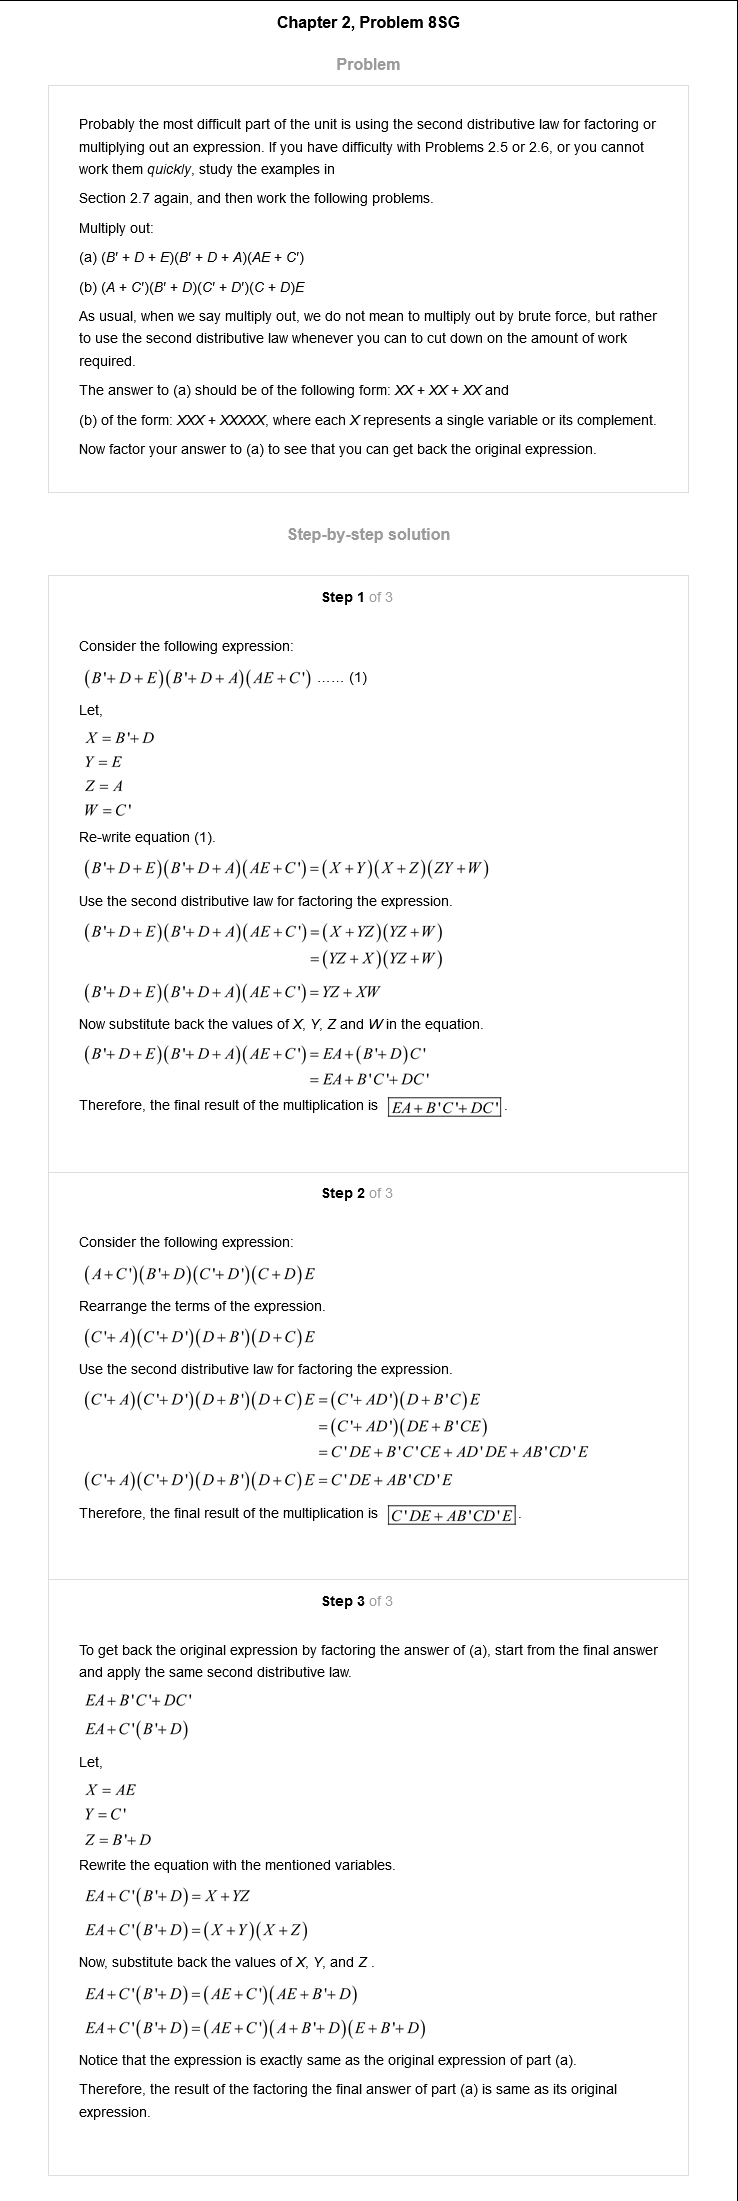 Chapter 2, Problem 8SG
Problem
Probably the most difficult part of the unit is using the second distributive law for factoring or
multiplying out an expression. If you have difficulty with Problems 2.5 or 2.6, or you cannot
work them quickly, study the examples in
Section 2.7 again, and then work the following problems.
Multiply out:
(a) (B′ + D + E)(B′ + D + A)(AE + C′)
(b) (A + C′)(B′ + D)(C′ + D′)(C + D)E
As usual, when we say multiply out, we do not mean to multiply out by brute force, but rather
to use the second distributive law whenever you can to cut down on the amount of work
required.
The answer to (a) should be of the following form: XX + XX + XX and
(b) of the form: XXX + XXXXX, where each X represents a single variable or its complement.
Now factor your answer to (a) to see that you can get back the original expression.
Step-by-step solution
Step 1 of 3
Consider the following expression:
(B'+D+E)(B'+D+A)(AE+C') ...... (1)
Let,
X = B'+D
Y = E
Z = A
W = C'
Re-write equation (1).
(B'+D+E)(B'+D+A)(AE+C')=(X+Y)(X+Z)(ZY+W)
Use the second distributive law for factoring the expression.
(B'+D+E)(B'+D+A)(AE+C')=(X+YZ)(YZ+W)
=(YZ+X)(YZ+W)
(B'+D+E)(B'+D+A)(AE+C')=YZ+XW
Now substitute back the values of X, Y, Z and W in the equation.
(B'+D+E)(B'+D+A)(AE+C')=EA+(B'+D)C'
=EA+B'C'+DC'
Therefore, the final result of the multiplication is EA+B'C'+DC'.
Step 2 of 3
Consider the following expression:
(A+C')(B'+D)(C'+D')(C+D)E
Rearrange the terms of the expression.
(C'+A)(C'+D')(D+B')(D+C)E
Use the second distributive law for factoring the expression.
(C'+A)(C'+D')(D+B')(D+C)E=(C'+AD')(D+B'C)E
=(C'+AD')(DE+B'CE)
=C'DE+B'C'CE+AD'DE+AB'CD'E
(C'+A)(C'+D')(D+B')(D+C)E=C'DE+AB'CD'E
Therefore, the final result of the multiplication is C'DE+AB'CD'E.
Step 3 of 3
To get back the original expression by factoring the answer of (a), start from the final answer
and apply the same second distributive law.
EA+B'C'+DC'
EA+C'(B'+D)
Let,
X = AE
Y = C'
Z = B'+D
Rewrite the equation with the mentioned variables.
EA+C'(B'+D)=X+YZ
EA+C'(B'+D)=(X+Y)(X+Z)
Now, substitute back the values of X, Y, and Z .
EA+C'(B'+D)=(AE+C')(AE+B'+D)
EA+C'(B'+D)=(AE+C')(A+B'+D)(E+B'+D)
Notice that the expression is exactly same as the original expression of part (a).
Therefore, the result of the factoring the final answer of part (a) is same as its original
expression.